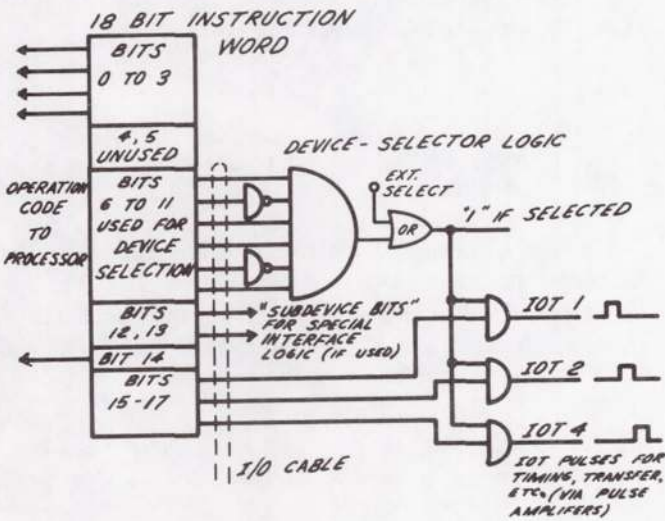 18 BIT INSTRUCTION
WORD
BITS
0 TO 3
4, 5
UNUSED
DEVICE-SELECTOR LOGIC
OPERATION
CODE
TO
PROCESSOR
BITS
6 TO 11
USED FOR
DEVICE
SELECTION
EXT.
SELECT
OR
"1" IF SELECTED
BITS
12, 13
"SUBDEVICE BITS"
FOR SPECIAL
INTERFACE
LOGIC (IF USED)
BIT 14
BITS
15-17
IOT 1
IOT 2
IOT 4
I/O CABLE
IOT PULSES FOR
TIMING, TRANSFER,
ETC. (VIA PULSE
AMPLIFERS)